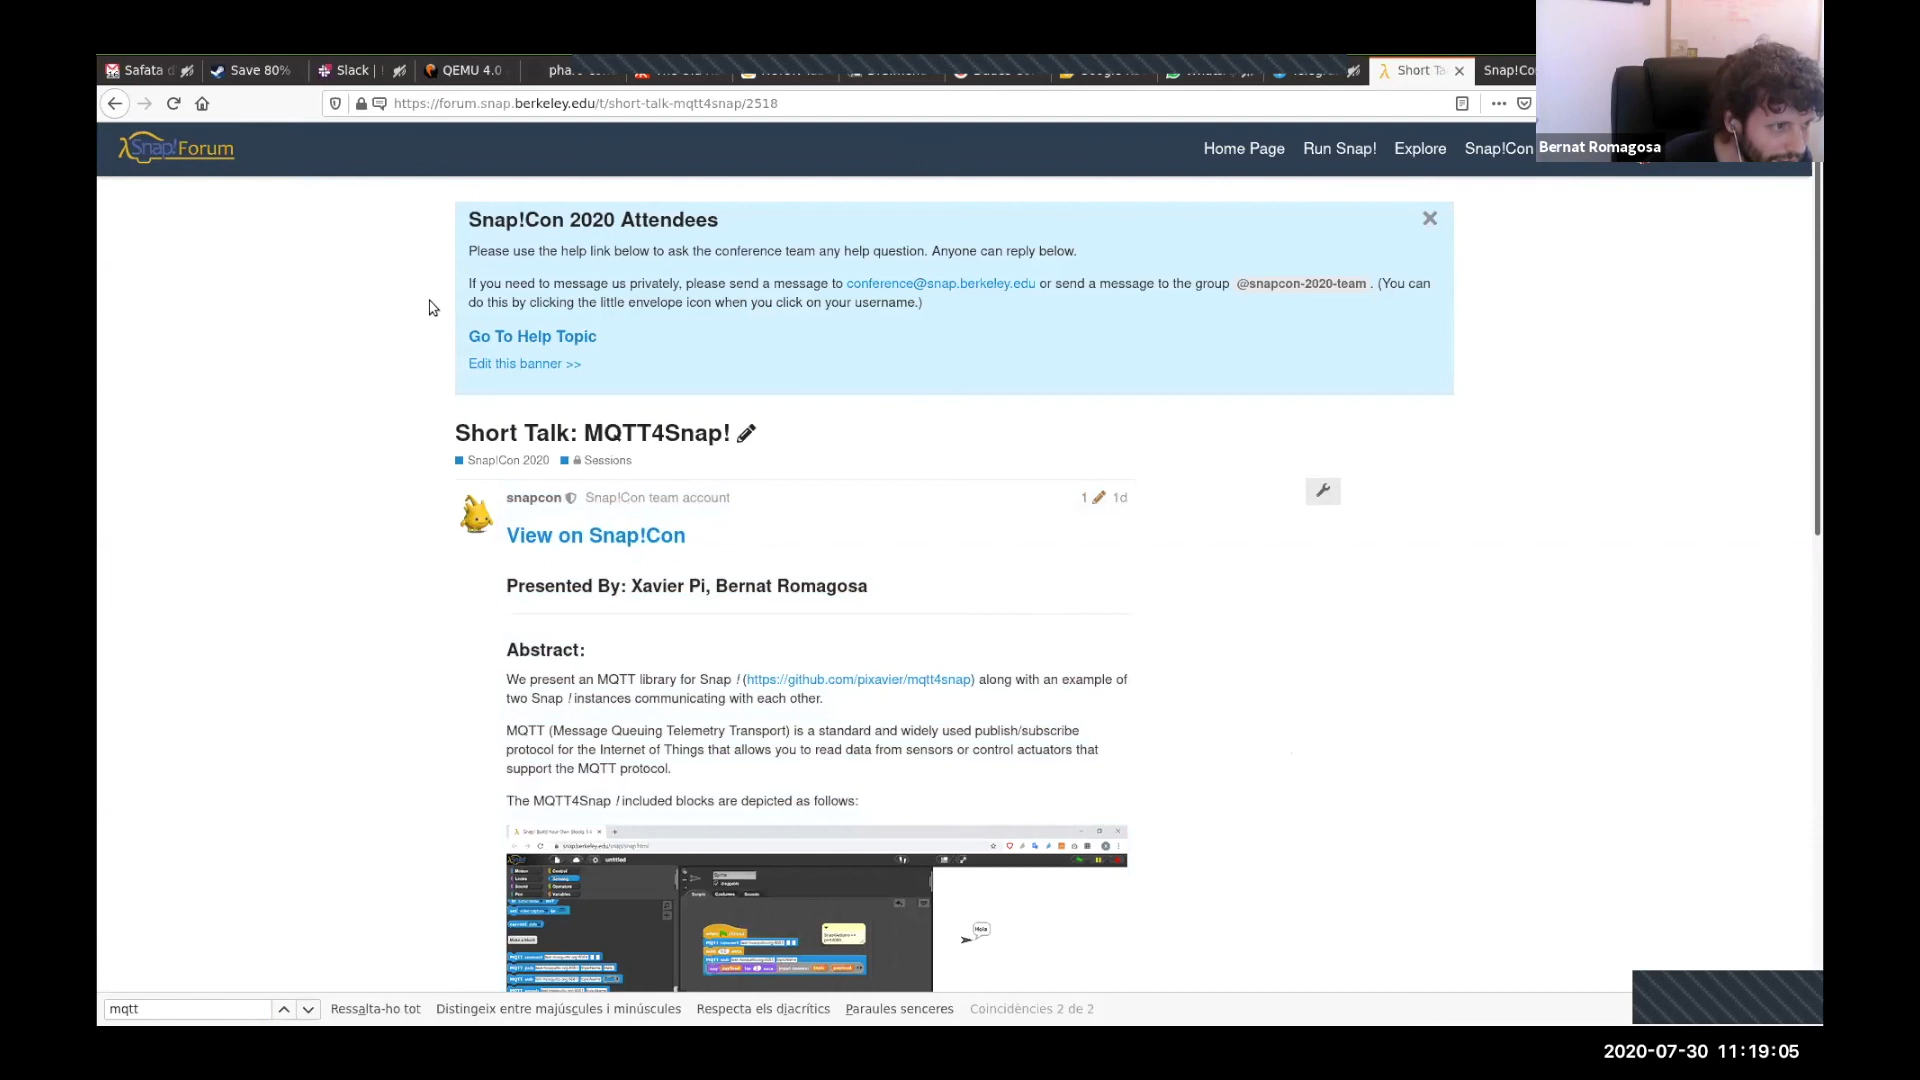 Safata d
Save 80%
Slack |
QEMU 4.0
Short Ta
Snap!Co
https://forum.snap.berkeley.edu/t/short-talk-mqtt4snap/2518
Snap!Forum
Home Page
Run Snap!
Explore
Snap!Con
Bernat Romagosa
Snap!Con 2020 Attendees
Please use the help link below to ask the conference team any help question. Anyone can reply below.
If you need to message us privately, please send a message to conference@snap.berkeley.edu or send a message to the group @snapcon-2020-team . (You can
do this by clicking the little envelope icon when you click on your username.)
Go To Help Topic
Edit this banner >>
Short Talk: MQTT4Snap!
Snap!Con 2020 Sessions
snapcon Snap!Con team account
1 1d
View on Snap!Con
Presented By: Xavier Pi, Bernat Romagosa
Abstract:
We present an MQTT library for Snap ! (https://github.com/pixavier/mqtt4snap) along with an example of
two Snap ! instances communicating with each other.
MQTT (Message Queuing Telemetry Transport) is a standard and widely used publish/subscribe
protocol for the Internet of Things that allows you to read data from sensors or control actuators that
support the MQTT protocol.
The MQTT4Snap ! included blocks are depicted as follows:
untitled
Hola
mqtt
Ressalta-ho tot
Distingeix entre majúscules i minúscules
Respecta els diacrítics
Paraules senceres
Coincidències 2 de 2
2020-07-30 11:19:05